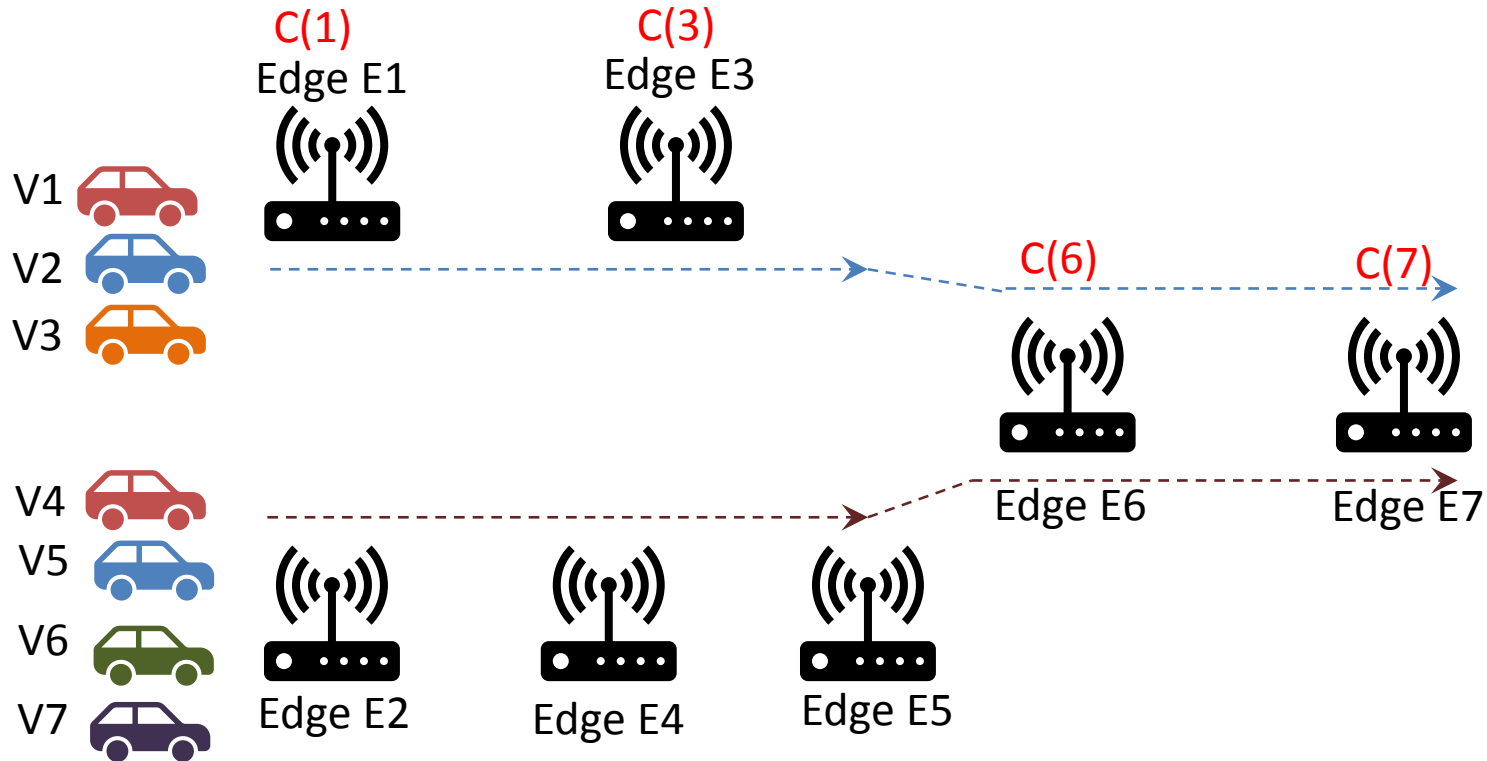 C(1)
Edge E1
C(3)
Edge E3
V1
V2
V3
C(6)
C(7)
Edge E6
Edge E7
V4
V5
V6
V7
Edge E2
Edge E4
Edge E5